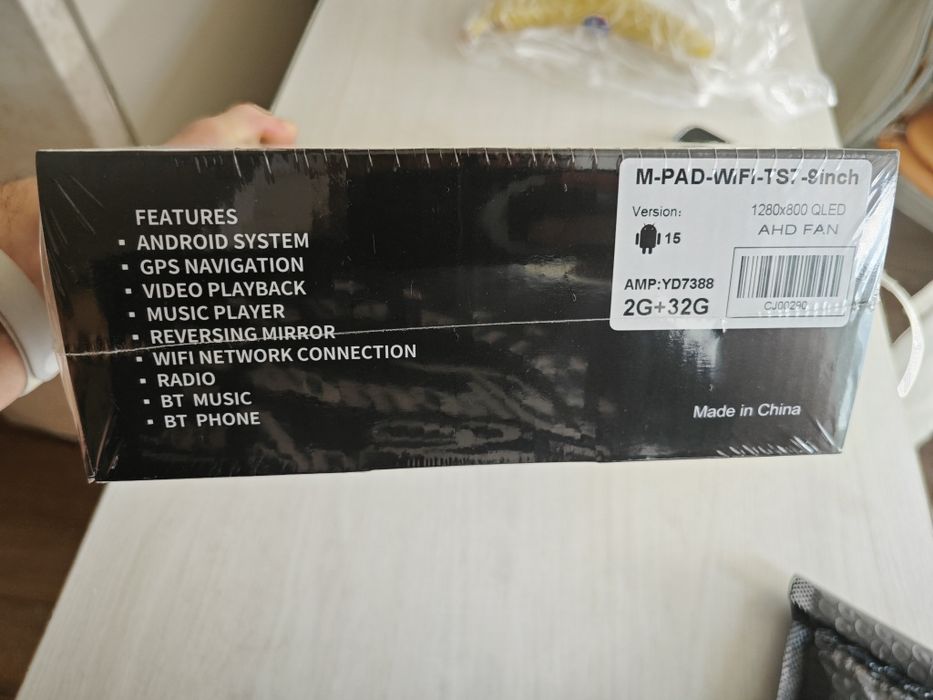 FEATURES
▪ ANDROID SYSTEM
▪ GPS NAVIGATION
▪ VIDEO PLAYBACK
▪ MUSIC PLAYER
▪ REVERSING MIRROR
▪ WIFI NETWORK CONNECTION
▪ RADIO
▪ BT MUSIC
▪ BT PHONE
M-PAD-WIFI-TS7-9inch
Version:
15
1280x800 QLED
AHD FAN
AMP:YD7388
2G+32G
CJ00290
Made in China